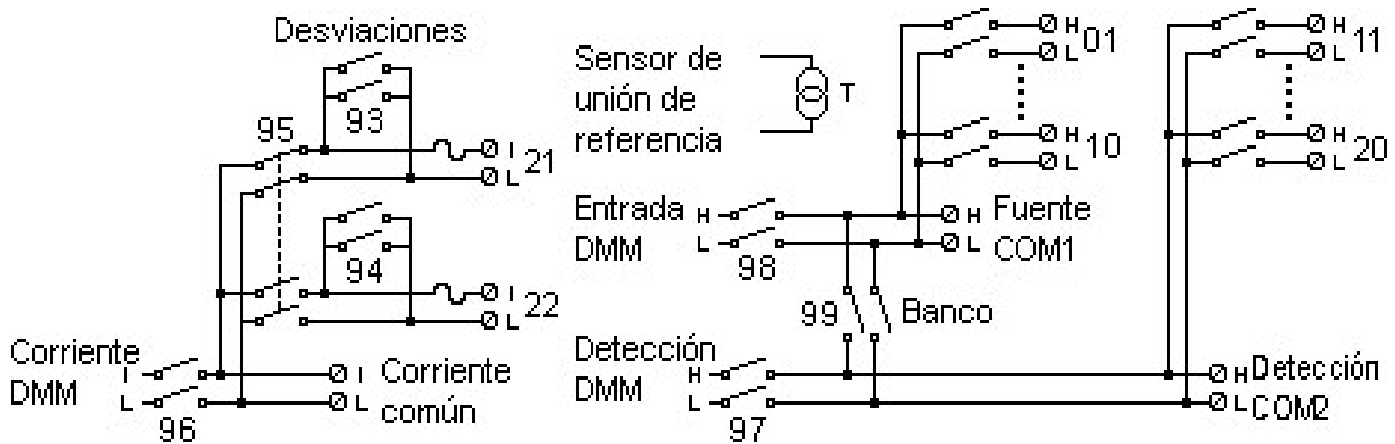 Desviaciones
93
95
I 21
L
94
I 22
L
Corriente
DMM
I
L
96
I Corriente
L común
Sensor de
unión de
referencia
T
H 01
L
H 10
L
H 11
L
H 20
L
Entrada H
DMM L
98
H Fuente
L COM1
99 Banco
Detección
DMM
H
L
97
H Detección
L COM2